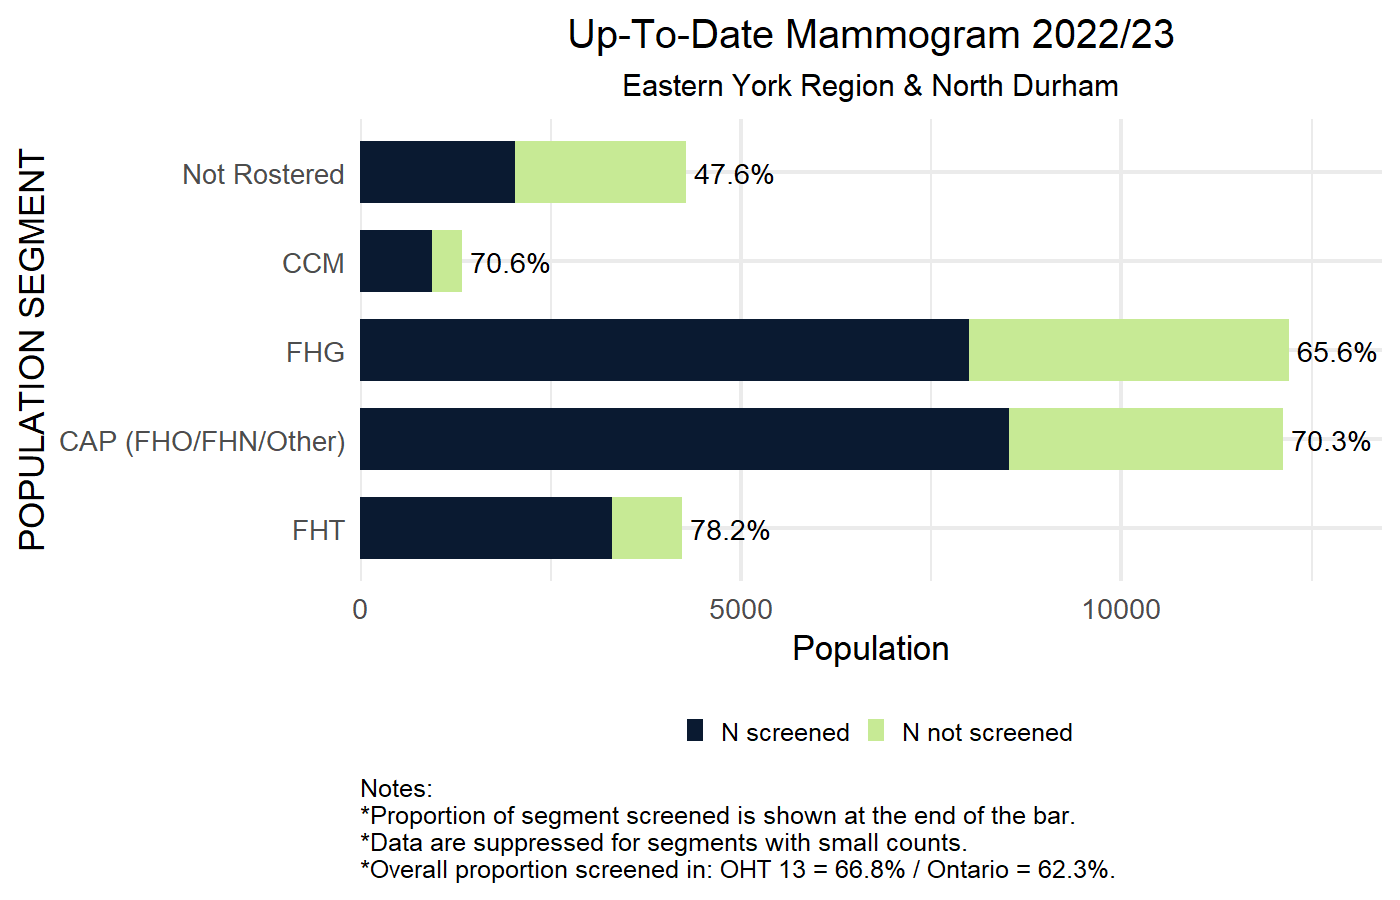 Up-To-Date Mammogram 2022/23
Eastern York Region & North Durham
POPULATION SEGMENT
Not Rostered
47.6%
CCM
70.6%
FHG
65.6%
CAP (FHO/FHN/Other)
70.3%
FHT
78.2%
0
5000
10000
Population
N screened
N not screened
Notes:
*Proportion of segment screened is shown at the end of the bar.
*Data are suppressed for segments with small counts.
*Overall proportion screened in: OHT 13 = 66.8% / Ontario = 62.3%.